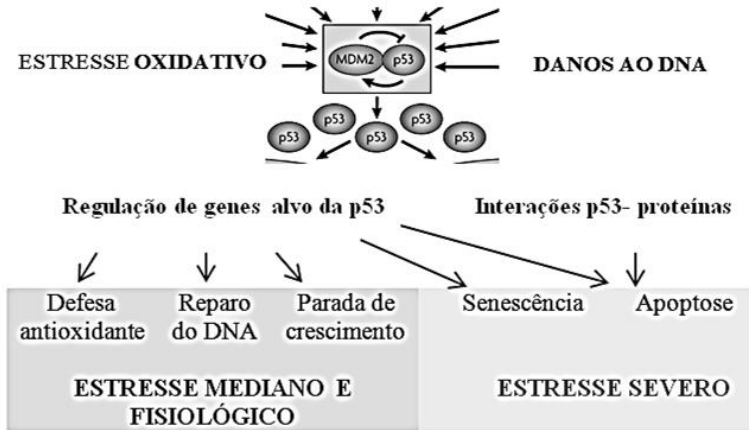 MDM2 p53
ESTRESSE OXIDATIVO
DANOS AO DNA
p53 p53 p53 p53 p53
Regulação de genes alvo da p53
Interações p53- proteínas
Defesa
antioxidante
Reparo
do DNA
Parada de
crescimento
Senescência
Apoptose
ESTRESSE MEDIANO E
FISIOLÓGICO
ESTRESSE SEVERO